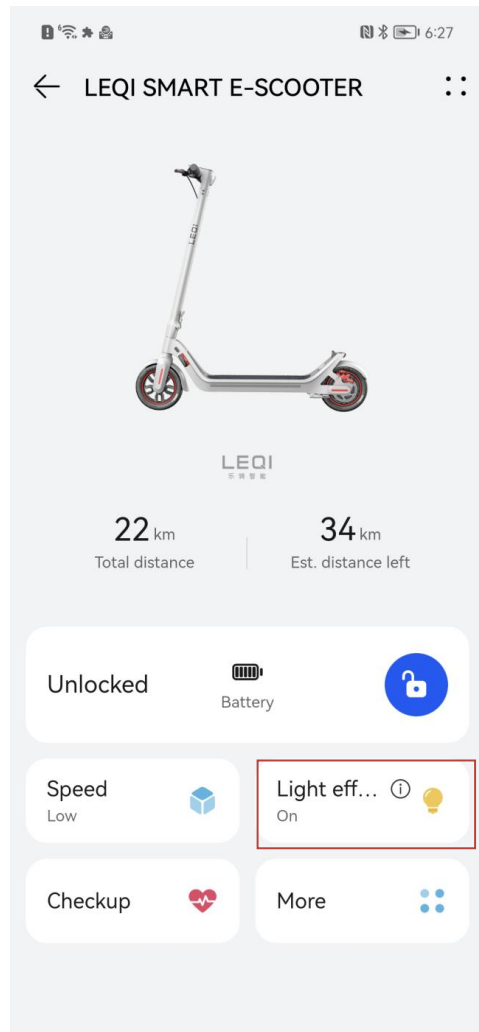 6:27
LEQI SMART E-SCOOTER
LEQI
LEQI
乐骑智能
22 km
Total distance
34 km
Est. distance left
Unlocked
Battery
Speed
Low
Light eff...
On
Checkup
More